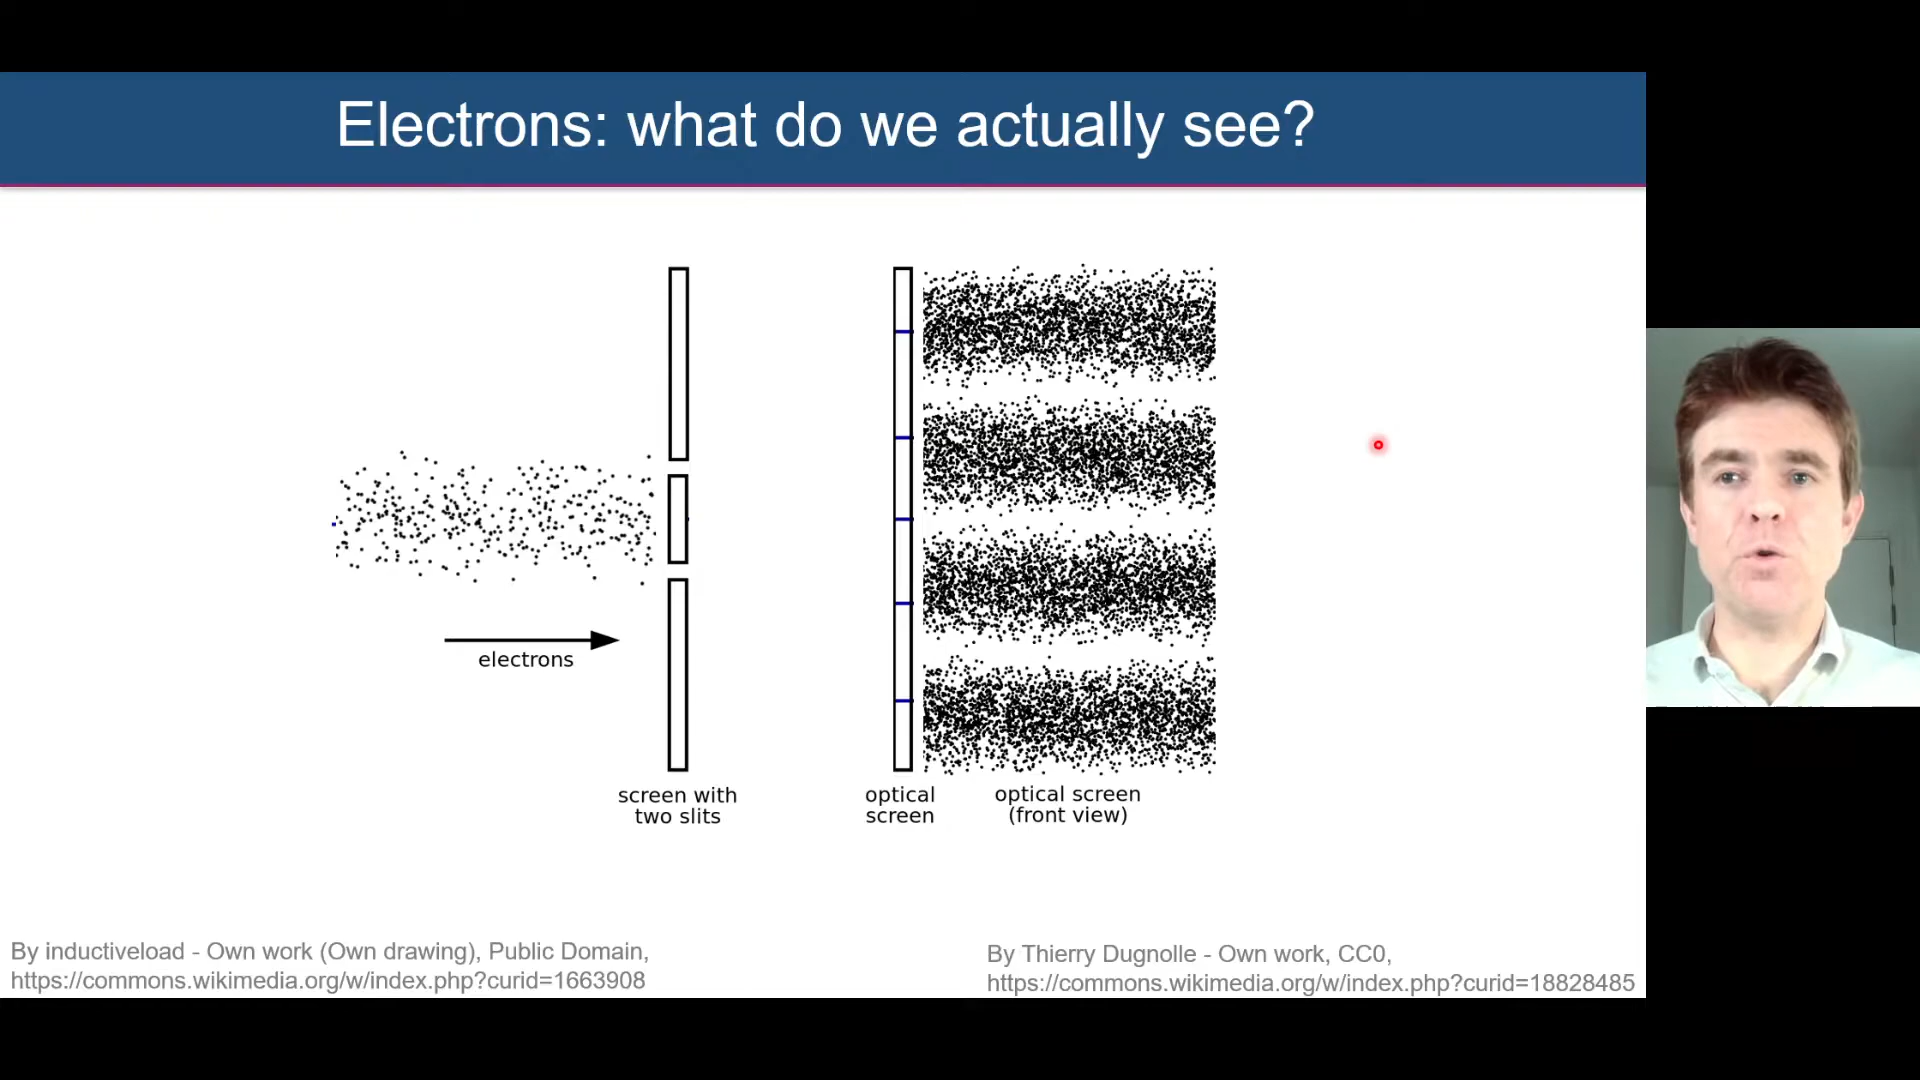 Electrons: what do we actually see?
electrons
screen with
two slits
optical
screen
optical screen
(front view)
By inductiveload - Own work (Own drawing), Public Domain,
https://commons.wikimedia.org/w/index.php?curid=1663908
By Thierry Dugnolle - Own work, CC0,
https://commons.wikimedia.org/w/index.php?curid=18828485